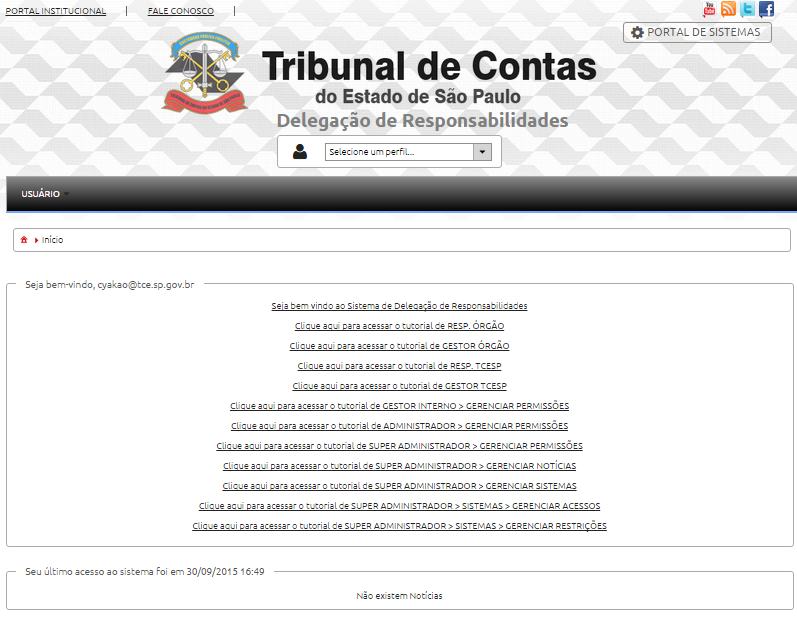 PORTAL INSTITUCIONAL | FALE CONOSCO |
You Tube
PORTAL DE SISTEMAS
Tribunal de Contas
do Estado de São Paulo
Delegação de Responsabilidades
Selecione um perfil...
USUÁRIO
Início
Seja bem-vindo, cyakao@tce.sp.gov.br
Seja bem vindo ao Sistema de Delegação de Responsabilidades
Clique aqui para acessar o tutorial de RESP. ÓRGÃO
Clique aqui para acessar o tutorial de GESTOR ÓRGÃO
Clique aqui para acessar o tutorial de RESP. TCESP
Clique aqui para acessar o tutorial de GESTOR TCESP
Clique aqui para acessar o tutorial de GESTOR INTERNO > GERENCIAR PERMISSÕES
Clique aqui para acessar o tutorial de ADMINISTRADOR > GERENCIAR PERMISSÕES
Clique aqui para acessar o tutorial de SUPER ADMINISTRADOR > GERENCIAR PERMISSÕES
Clique aqui para acessar o tutorial de SUPER ADMINISTRADOR > GERENCIAR NOTÍCIAS
Clique aqui para acessar o tutorial de SUPER ADMINISTRADOR > GERENCIAR SISTEMAS
Clique aqui para acessar o tutorial de SUPER ADMINISTRADOR > SISTEMAS > GERENCIAR ACESSOS
Clique aqui para acessar o tutorial de SUPER ADMINISTRADOR > SISTEMAS > GERENCIAR RESTRIÇÕES
Seu último acesso ao sistema foi em 30/09/2015 16:49
Não existem Notícias